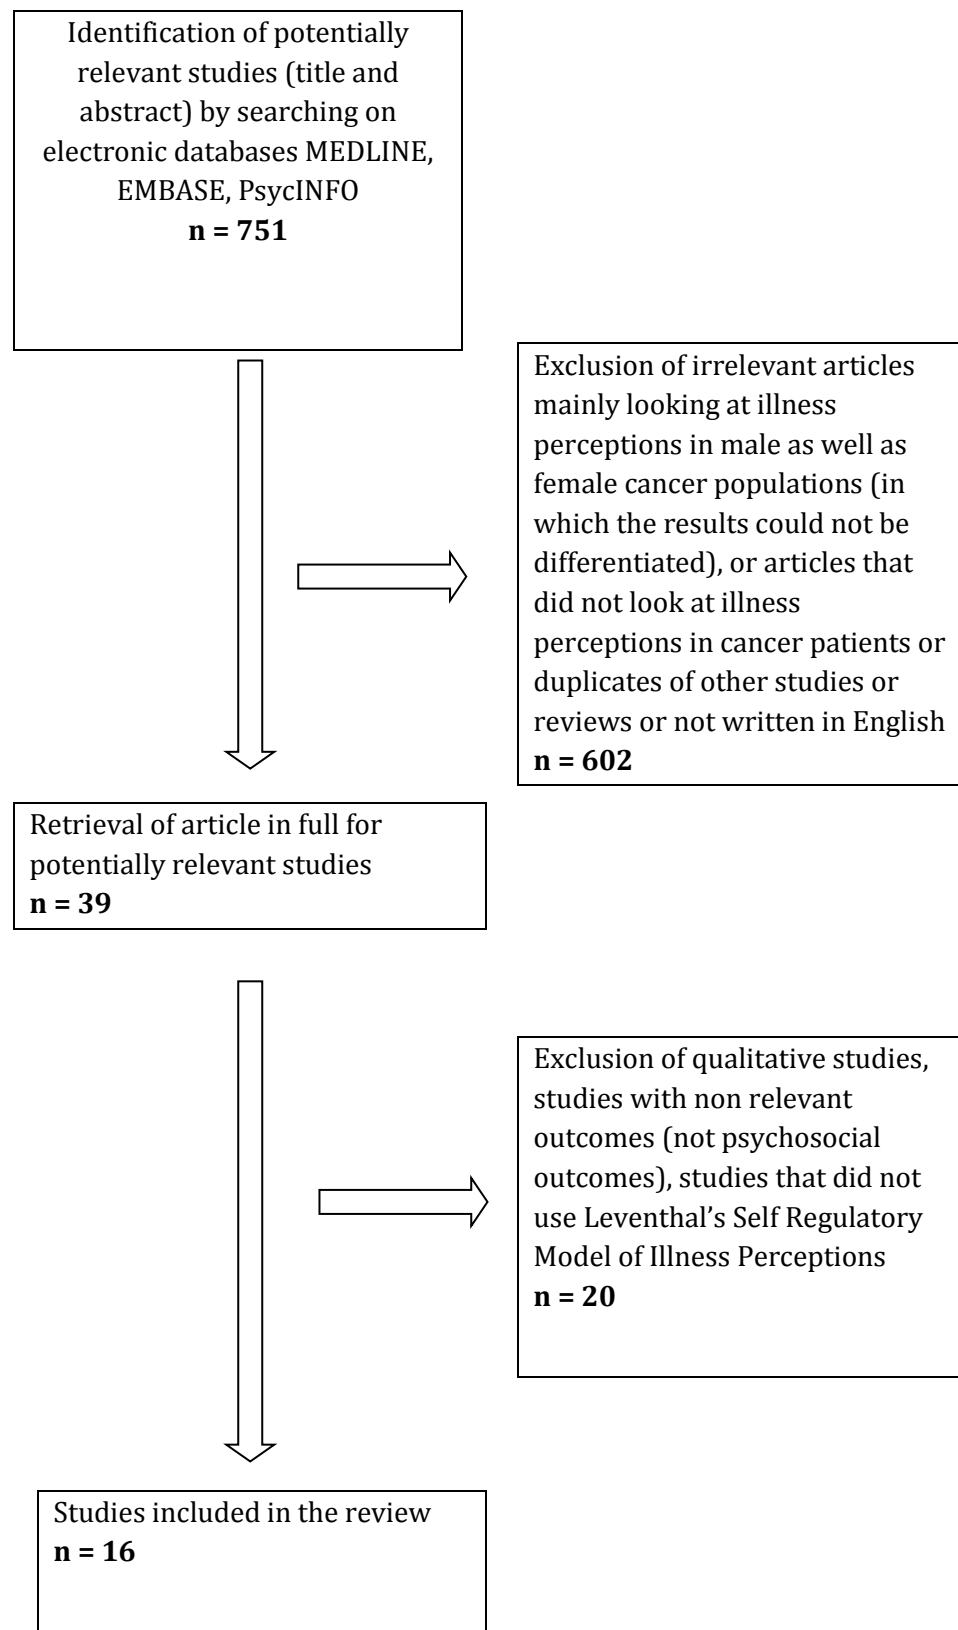 Identification of potentially
relevant studies (title and
abstract) by searching on
electronic databases MEDLINE,
EMBASE, PsycINFO
n = 751
Exclusion of irrelevant articles
mainly looking at illness
perceptions in male as well as
female cancer populations (in
which the results could not be
differentiated), or articles that
did not look at illness
perceptions in cancer patients or
duplicates of other studies or
reviews or not written in English
n = 602
Retrieval of article in full for
potentially relevant studies
n = 39
Exclusion of qualitative studies,
studies with non relevant
outcomes (not psychosocial
outcomes), studies that did not
use Leventhal’s Self Regulatory
Model of Illness Perceptions
n = 20
Studies included in the review
n = 16